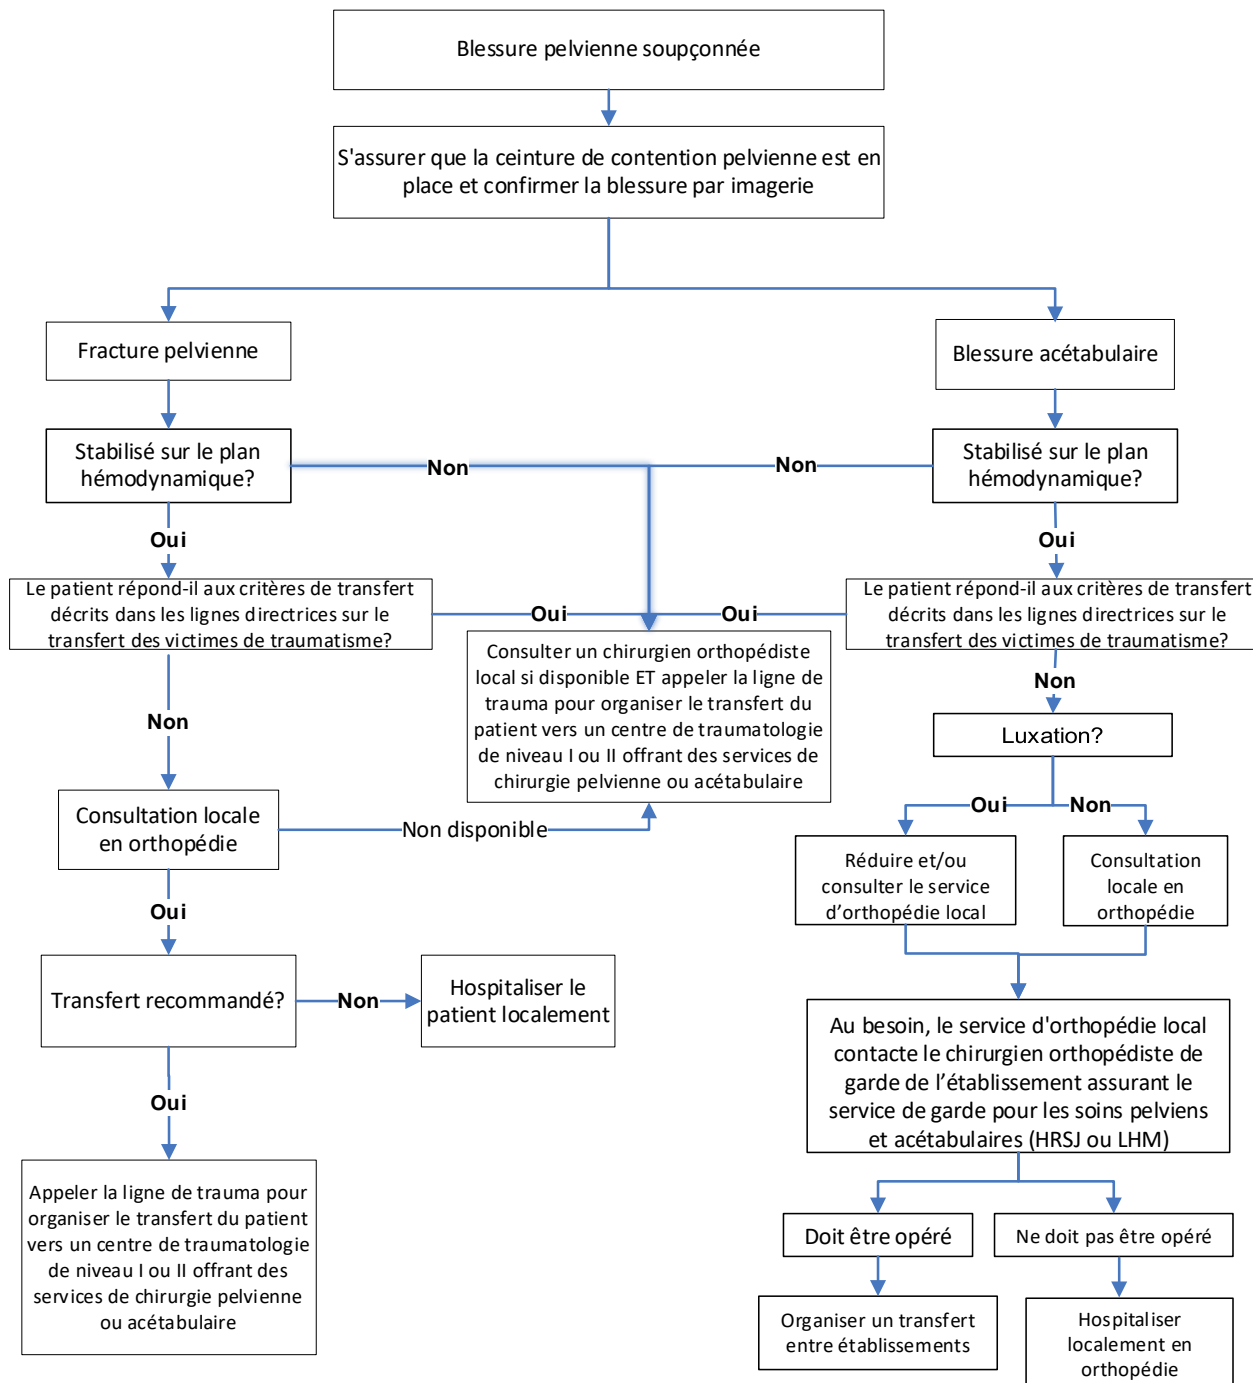 Blessure pelvienne soupçonnée
S'assurer que la ceinture de contention pelvienne est en
place et confirmer la blessure par imagerie
Fracture pelvienne
Blessure acétabulaire
Stabilisé sur le plan
hémodynamique?
Non
Non
Stabilisé sur le plan
hémodynamique?
Oui
Oui
Le patient répond-il aux critères de transfert
décrits dans les lignes directrices sur le
transfert des victimes de traumatisme?
Oui
Oui
Le patient répond-il aux critères de transfert
décrits dans les lignes directrices sur le
transfert des victimes de traumatisme?
Consulter un chirurgien orthopédiste
local si disponible ET appeler la ligne de
trauma pour organiser le transfert du
patient vers un centre de traumatologie
de niveau I ou II offrant des services de
chirurgie pelvienne ou acétabulaire
Non
Non
Luxation?
Consultation locale
en orthopédie
Non disponible
Oui
Non
Réduire et/ou
consulter le service
d’orthopédie local
Consultation
locale en
orthopédie
Oui
Transfert recommandé?
Non
Hospitaliser le
patient localement
Au besoin, le service d'orthopédie local
contacte le chirurgien orthopédiste de
garde de l’établissement assurant le
service de garde pour les soins pelviens
et acétabulaires (HRSJ ou LHM)
Oui
Appeler la ligne de trauma pour
organiser le transfert du patient
vers un centre de traumatologie
de niveau I ou II offrant des
services de chirurgie pelvienne
ou acétabulaire
Doit être opéré
Ne doit pas être opéré
Organiser un transfert
entre établissements
Hospitaliser
localement en
orthopédie